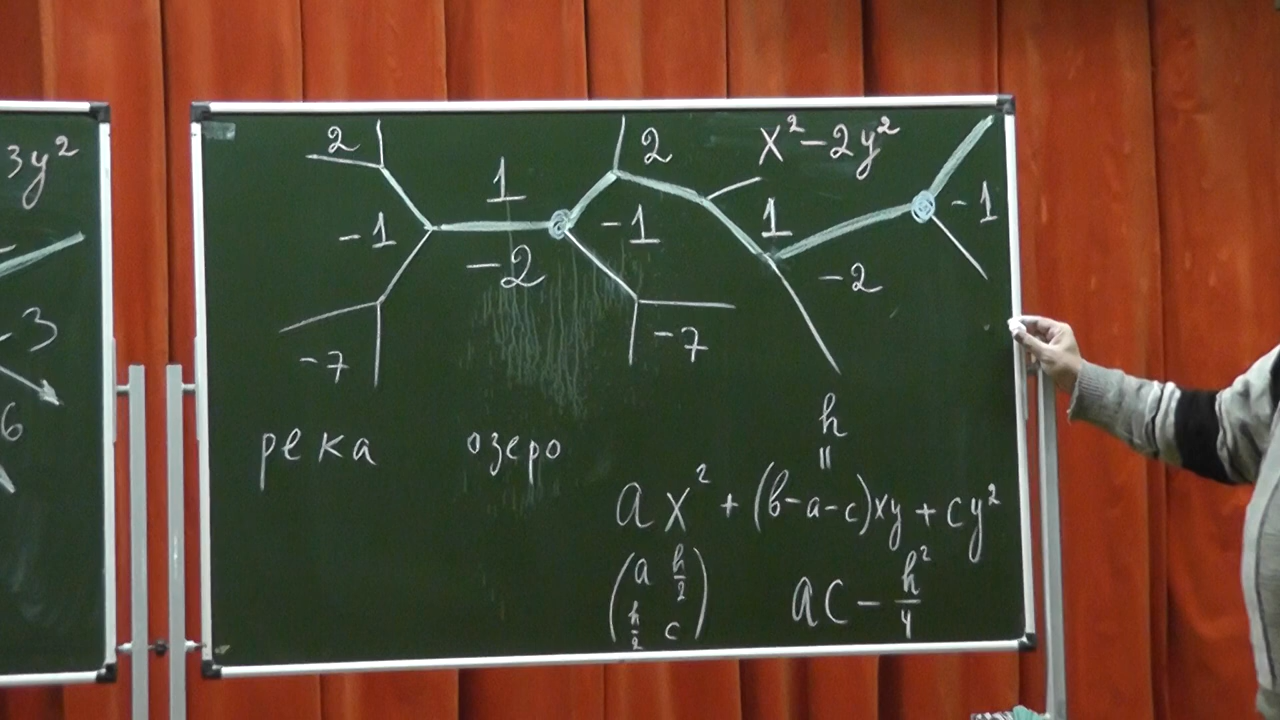 3y²
-3
6
2
1
-1
-2
-7
2
x²-2y²
-1
1
-1
-2
-7
река озеро
h
=
ax² + (b-a-c)xy + cy²
(a h/2
h/2 c)
ac - h²/4